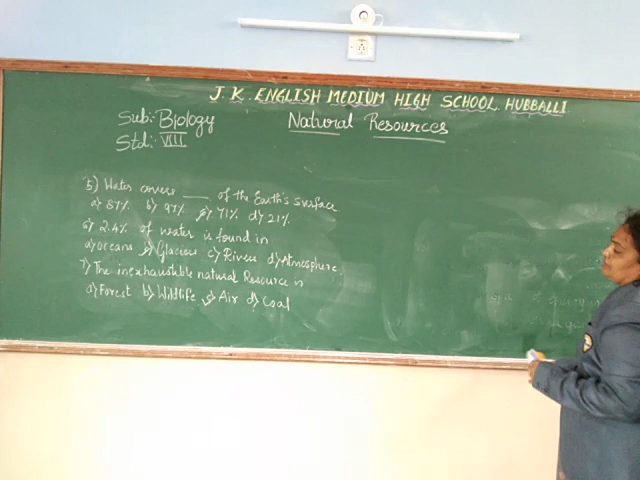 J. K. ENGLISH MEDIUM HIGH SCHOOL. HUBBALLI
Sub:- Biology
Natural Resources
Std:- VIII
5) Water covers ____ of the Earth's surface
a) 87% b) 97% c) 71% d) 21%
6) 2.4% of water is found in
a) Oceans b) Glaciers c) Rivers d) Atmosphere.
7) The inexhaustible natural Resource is
a) Forest b) Wildlife c) Air d) Coal